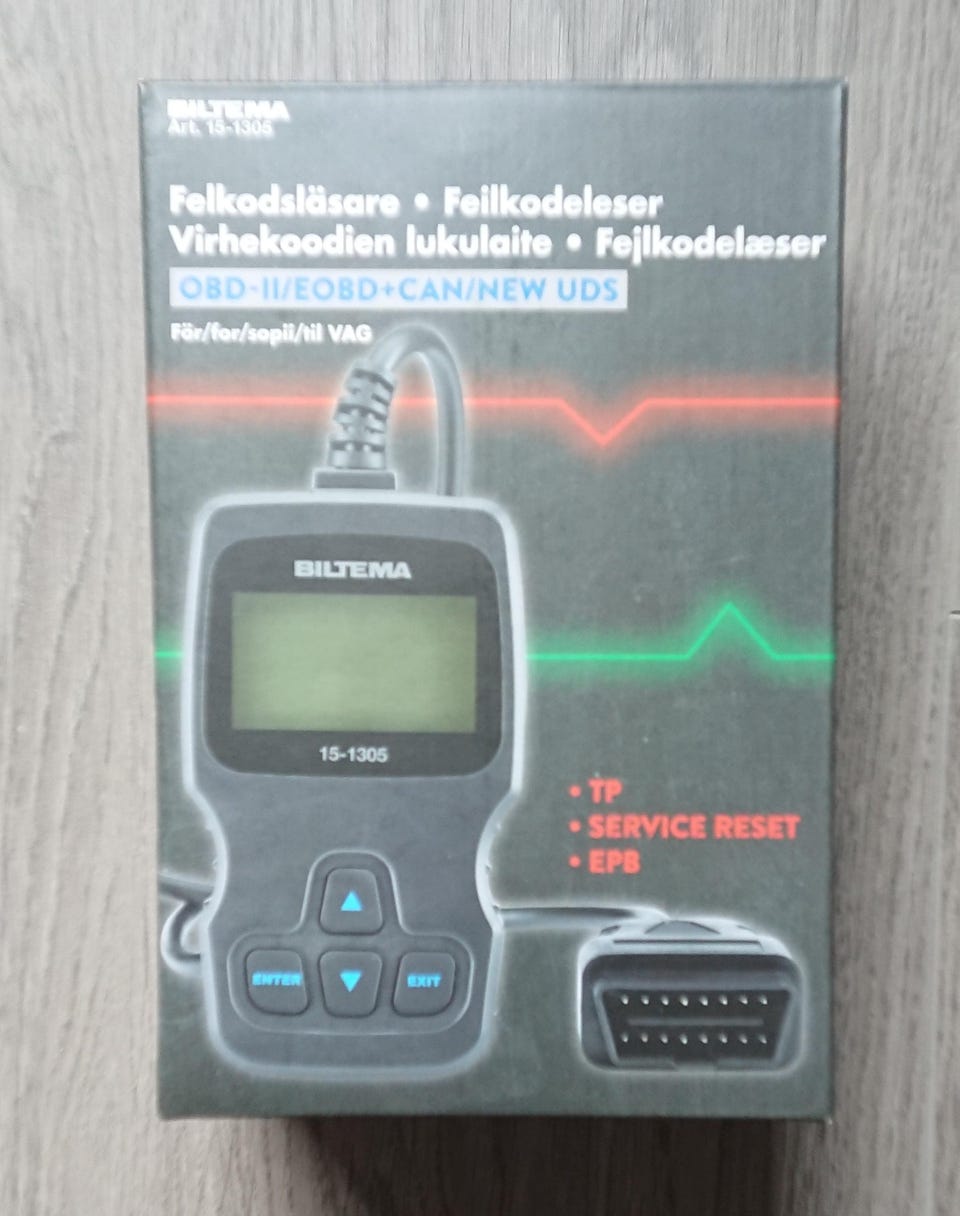 BILTEMA
Art. 15-1305
Felkodsläsare • Feilkodeleser
Virhekoodien lukulaite • Fejlkodelæser
OBD-II/EOBD+CAN/NEW UDS
För/for/sopii/til VAG
BILTEMA
15-1305
• TP
• SERVICE RESET
• EPB
ENTER
EXIT